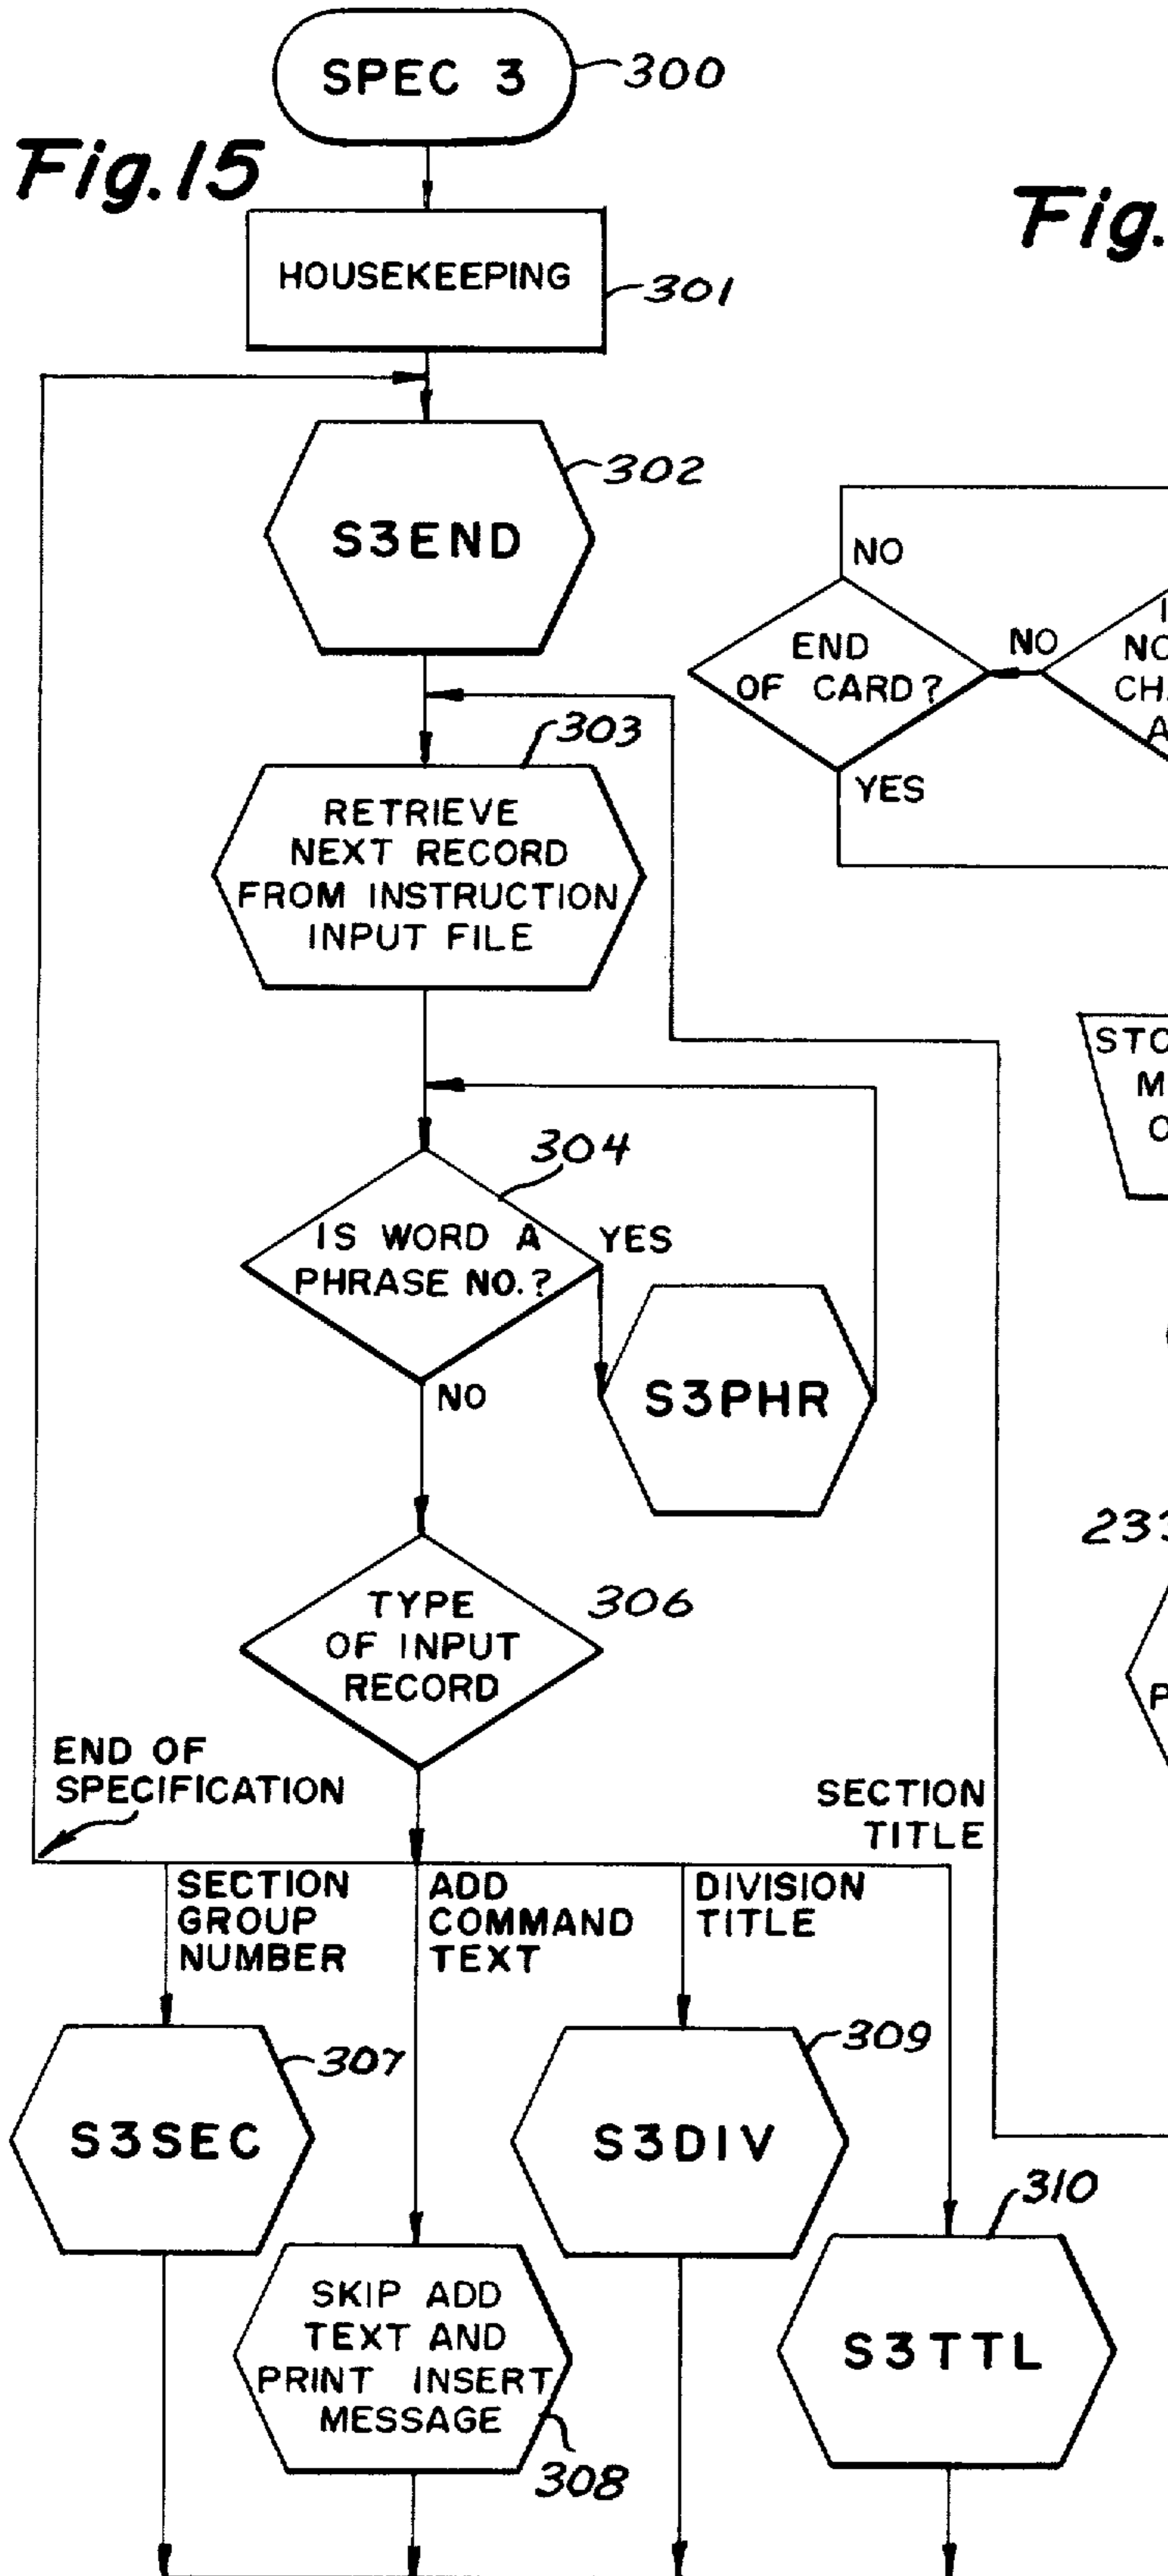 SPEC 3
300
Fig. 15
Fig.
HOUSEKEEPING
301
S3END
302
NO
END
OF CARD?
NO
YES
303
RETRIEVE
NEXT RECORD
FROM INSTRUCTION
INPUT FILE
304
IS WORD A
PHRASE NO.?
YES
NO
S3PHR
TYPE
OF INPUT
RECORD
306
END OF
SPECIFICATION
SECTION
TITLE
SECTION
GROUP
NUMBER
ADD
COMMAND
TEXT
DIVISION
TITLE
S3SEC
307
S3DIV
309
SKIP ADD
TEXT AND
PRINT INSERT
MESSAGE
308
S3TTL
310